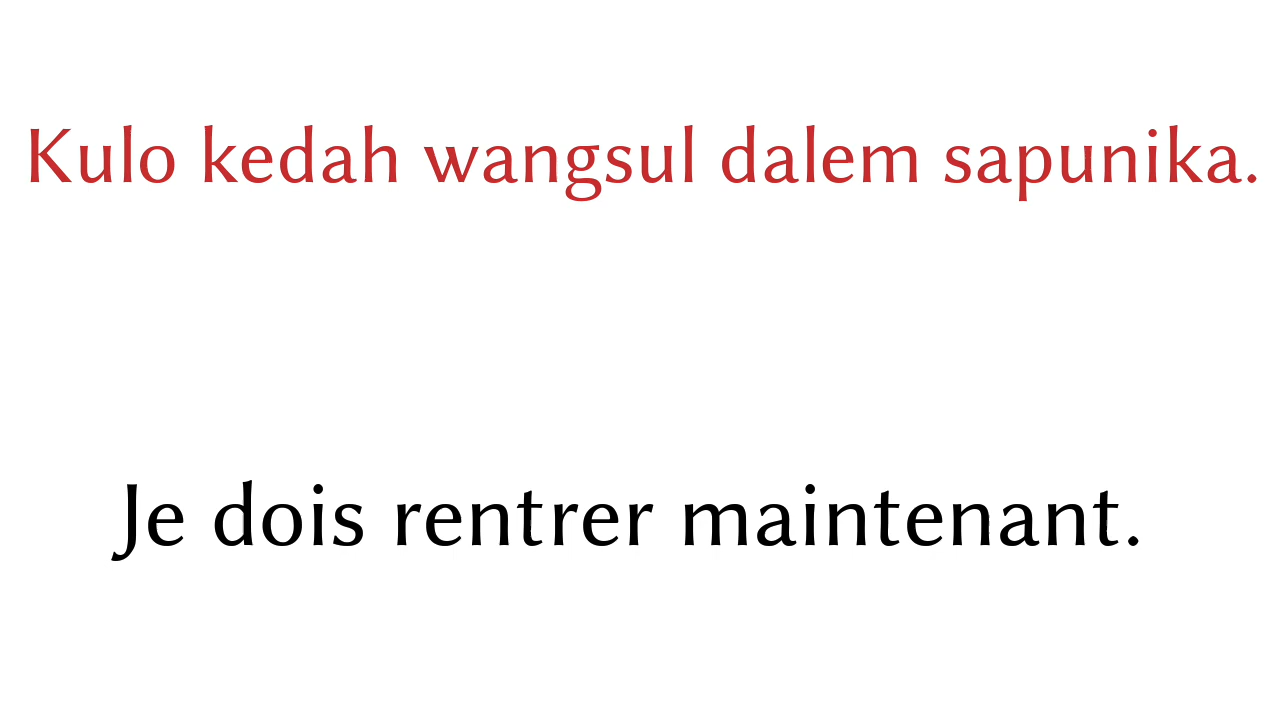 Kulo kedah wangsul dalem sapunika.
Je dois rentrer maintenant.